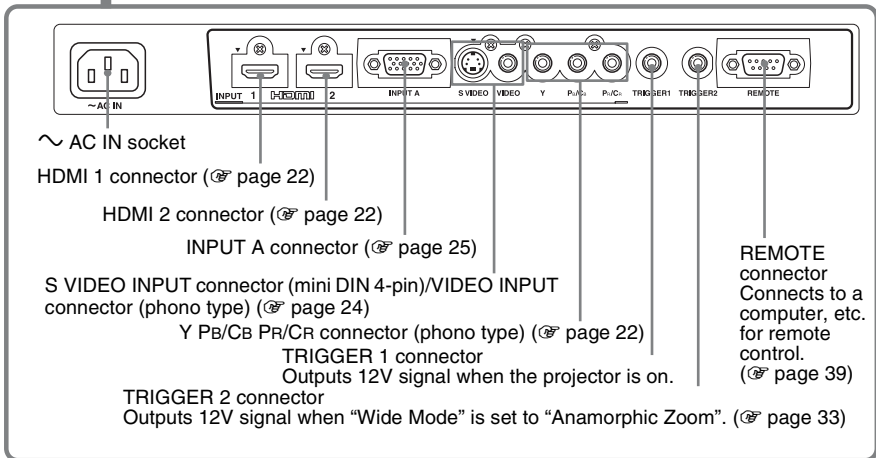 ~AC IN
INPUT 1 HDMI 2
INPUT A
S VIDEO VIDEO
Y PB/CB PR/CR
TRIGGER1 TRIGGER2
REMOTE
~ AC IN socket
HDMI 1 connector (☞ page 22)
HDMI 2 connector (☞ page 22)
INPUT A connector (☞ page 25)
S VIDEO INPUT connector (mini DIN 4-pin)/VIDEO INPUT
connector (phono type) (☞ page 24)
Y PB/CB PR/CR connector (phono type) (☞ page 22)
TRIGGER 1 connector
Outputs 12V signal when the projector is on.
TRIGGER 2 connector
Outputs 12V signal when “Wide Mode” is set to “Anamorphic Zoom”. (☞ page 33)
REMOTE
connector
Connects to a
computer, etc.
for remote
control.
(☞ page 39)